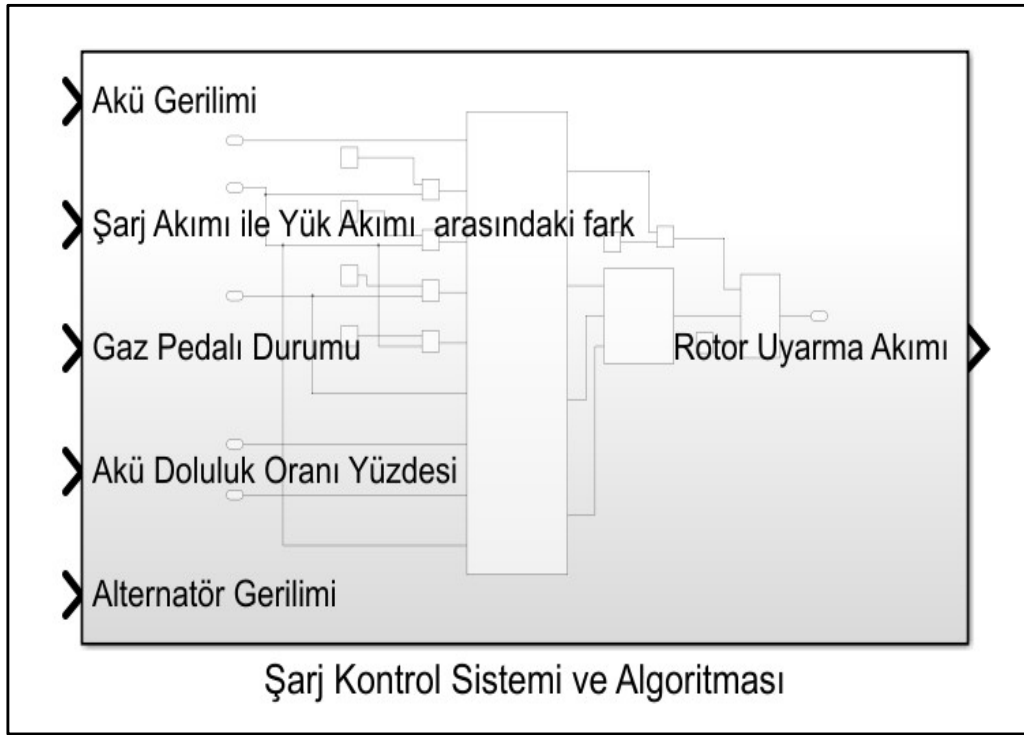 Akü Gerilimi
Şarj Akımı ile Yük Akımı arasındaki fark
Gaz Pedalı Durumu
Rotor Uyarma Akımı
Akü Doluluk Oranı Yüzdesi
Alternatör Gerilimi
Şarj Kontrol Sistemi ve Algoritması